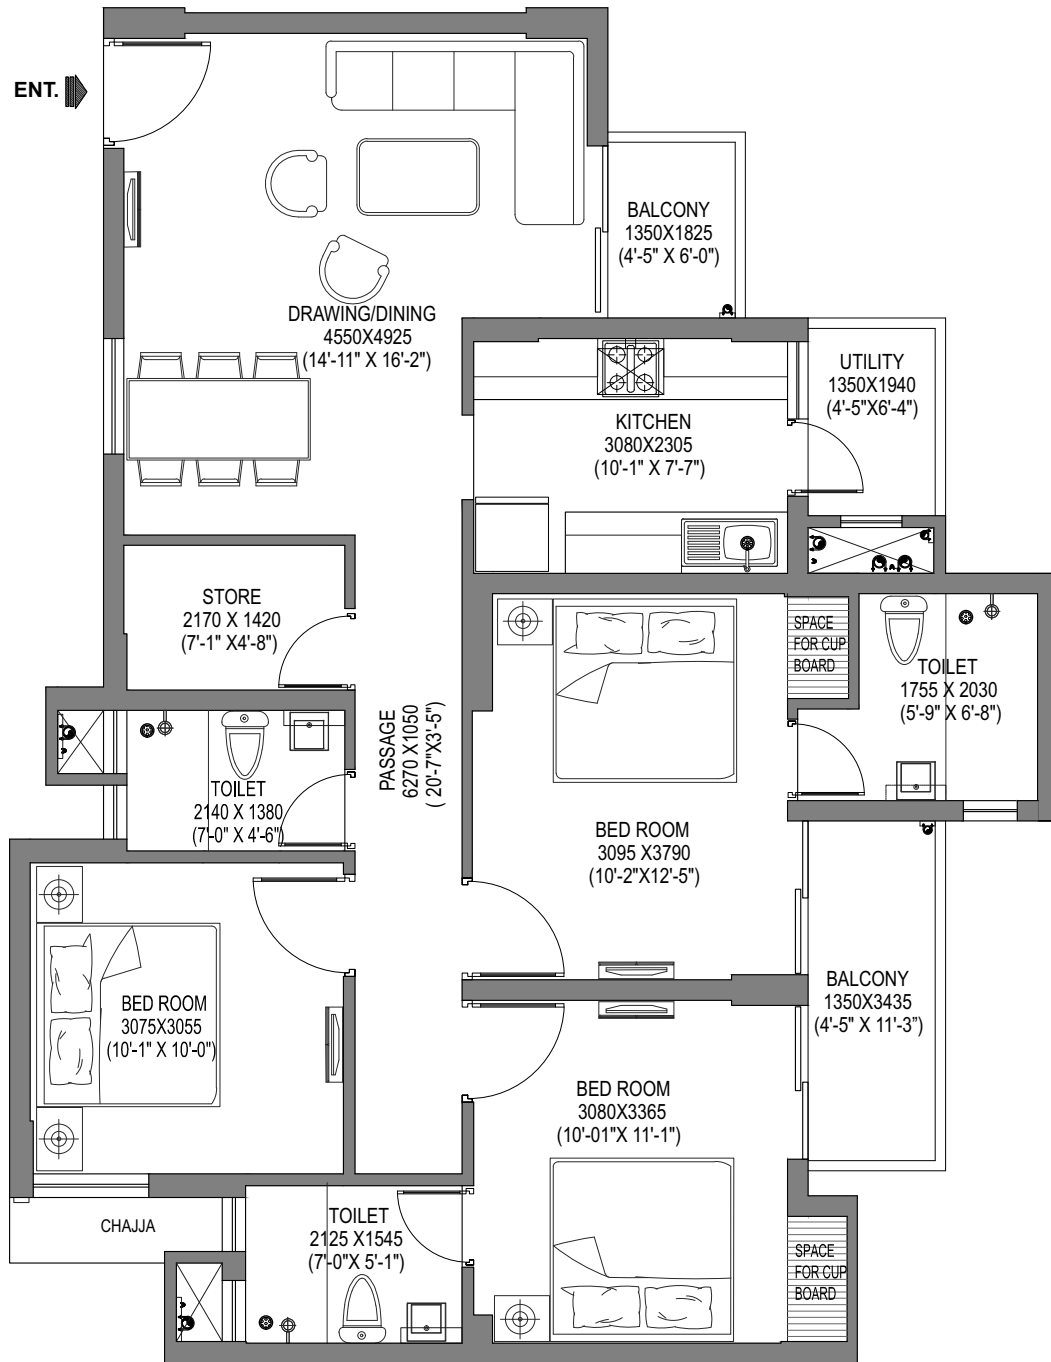 ENT.
BALCONY
1350X1825
(4'-5" X 6'-0")
DRAWING/DINING
4550X4925
(14'-11" X 16'-2")
UTILITY
1350X1940
(4'-5"X6'-4")
KITCHEN
3080X2305
(10'-1" X 7'-7")
STORE
2170 X 1420
(7'-1" X4'-8")
SPACE
FOR CUP
BOARD
TOILET
1755 X 2030
(5'-9" X 6'-8")
PASSAGE
6270 X1050
( 20'-7"X3'-5")
TOILET
2140 X 1380
(7'-0" X 4'-6")
BED ROOM
3095 X3790
(10'-2"X12'-5")
BED ROOM
3075X3055
(10'-1" X 10'-0")
BALCONY
1350X3435
(4'-5" X 11'-3”)
BED ROOM
3080X3365
(10'-01"X 11'-1")
CHAJJA
TOILET
2125 X1545
(7'-0"X 5'-1")
SPACE
FOR CUP
BOARD